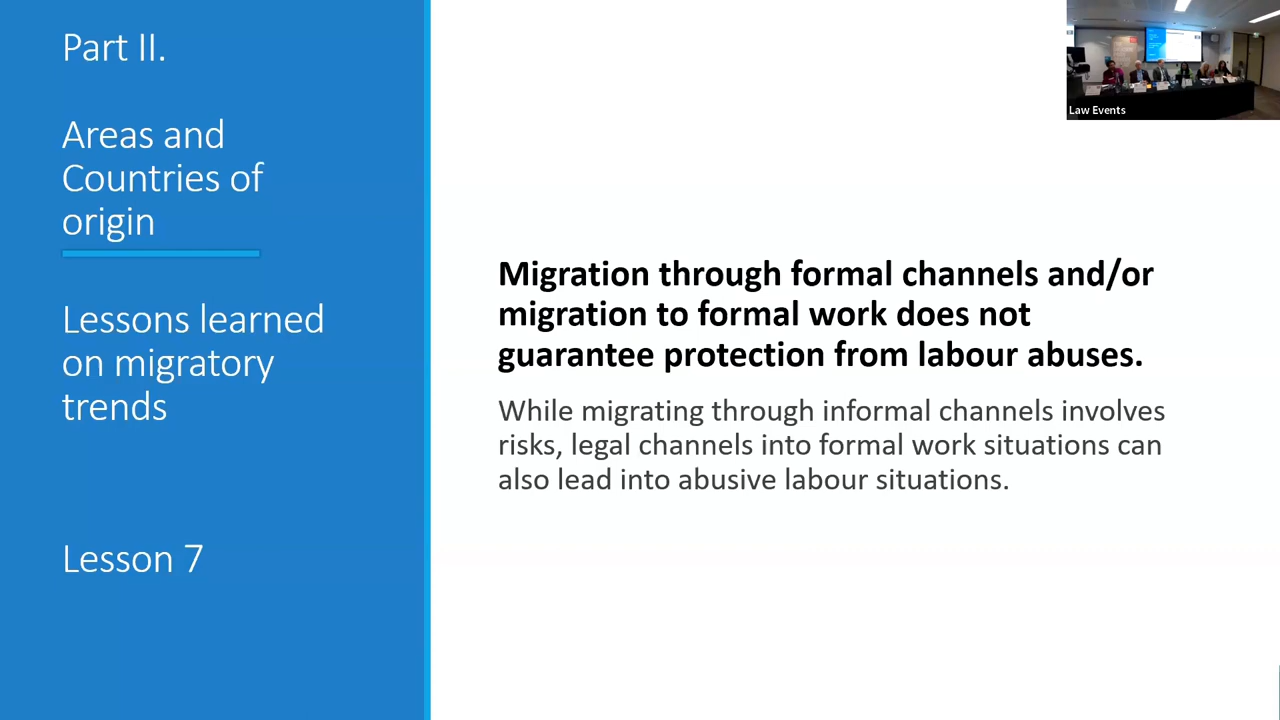 Part II.
Areas and
Countries of
origin
Lessons learned
on migratory
trends
Lesson 7
Migration through formal channels and/or
migration to formal work does not
guarantee protection from labour abuses.
While migrating through informal channels involves
risks, legal channels into formal work situations can
also lead into abusive labour situations.
Law Events